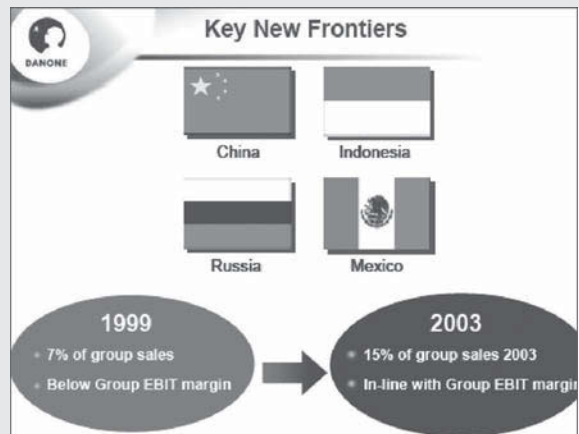 DANONE
Key New Frontiers
China
Indonesia
Russia
Mexico
1999
7% of group sales
Below Group EBIT margin
2003
15% of group sales 2003
In-line with Group EBIT margin